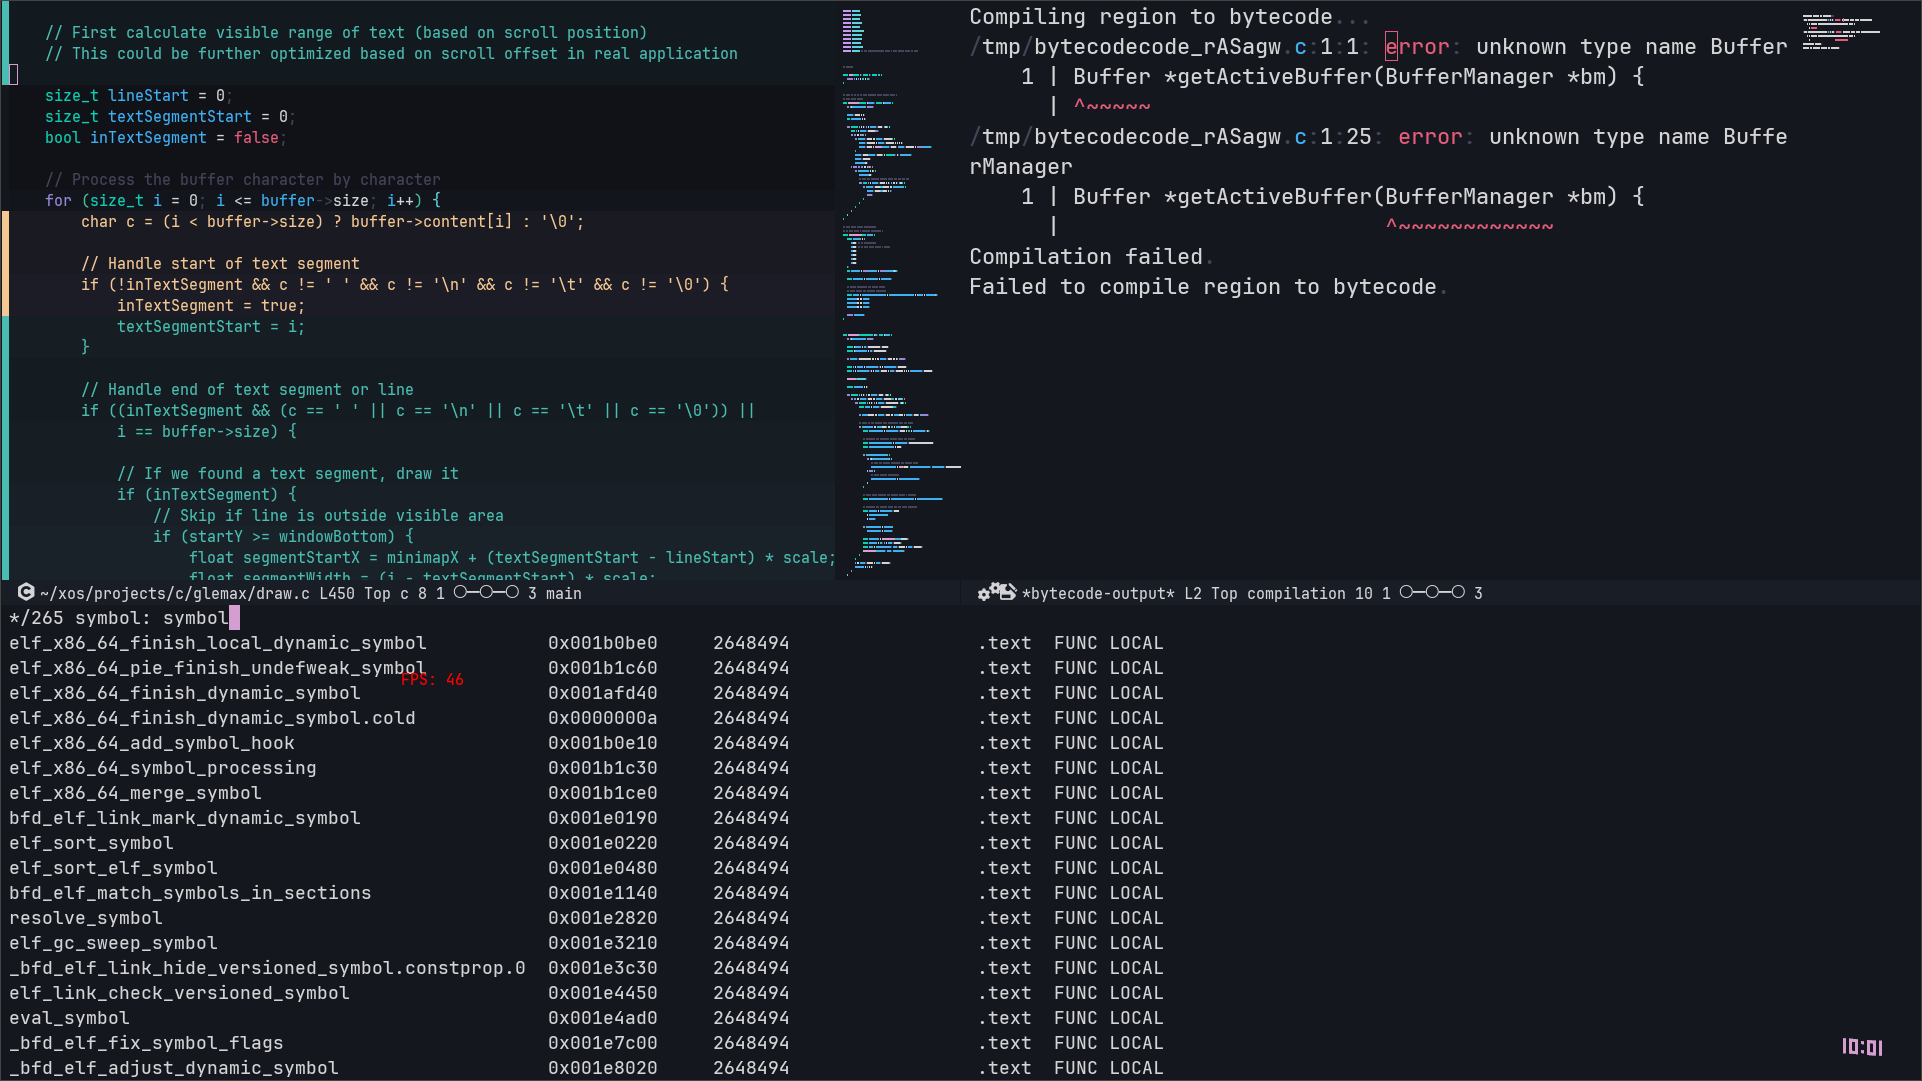 // First calculate visible range of text (based on scroll position)
// This could be further optimized based on scroll offset in real application
size_t lineStart = 0;
size_t textSegmentStart = 0;
bool inTextSegment = false;
// Process the buffer character by character
for (size_t i = 0; i <= buffer->size; i++) {
char c = (i < buffer->size) ? buffer->content[i] : '\0';
// Handle start of text segment
if (!inTextSegment && c != ' ' && c != '\n' && c != '\t' && c != '\0') {
inTextSegment = true;
textSegmentStart = i;
}
// Handle end of text segment or line
if ((inTextSegment && (c == ' ' || c == '\n' || c == '\t' || c == '\0')) ||
i == buffer->size) {
// If we found a text segment, draw it
if (inTextSegment) {
// Skip if line is outside visible area
if (startY >= windowBottom) {
float segmentStartX = minimapX + (textSegmentStart - lineStart) * scale;
float segmentWidth = (i - textSegmentStart) * scale;
~/xos/projects/c/glemax/draw.c L450 Top c 8 1 3 main
Compiling region to bytecode...
/tmp/bytecodecode_rASagw.c:1:1: error: unknown type name Buffer
1 | Buffer *getActiveBuffer(BufferManager *bm) {
| ^~~~~~
/tmp/bytecodecode_rASagw.c:1:25: error: unknown type name Buffe
rManager
1 | Buffer *getActiveBuffer(BufferManager *bm) {
| ^~~~~~~~~~~~~
Compilation failed.
Failed to compile region to bytecode.
*bytecode-output* L2 Top compilation 10 1 3
*/265 symbol: symbol
elf_x86_64_finish_local_dynamic_symbol 0x001b0be0 2648494 .text FUNC LOCAL
elf_x86_64_pie_finish_undefweak_symbol 0x001b1c60 2648494 .text FUNC LOCAL
FPS: 46
elf_x86_64_finish_dynamic_symbol 0x001afd40 2648494 .text FUNC LOCAL
elf_x86_64_finish_dynamic_symbol.cold 0x0000000a 2648494 .text FUNC LOCAL
elf_x86_64_add_symbol_hook 0x001b0e10 2648494 .text FUNC LOCAL
elf_x86_64_symbol_processing 0x001b1c30 2648494 .text FUNC LOCAL
elf_x86_64_merge_symbol 0x001b1ce0 2648494 .text FUNC LOCAL
bfd_elf_link_mark_dynamic_symbol 0x001e0190 2648494 .text FUNC LOCAL
elf_sort_symbol 0x001e0220 2648494 .text FUNC LOCAL
elf_sort_elf_symbol 0x001e0480 2648494 .text FUNC LOCAL
bfd_elf_match_symbols_in_sections 0x001e1140 2648494 .text FUNC LOCAL
resolve_symbol 0x001e2820 2648494 .text FUNC LOCAL
elf_gc_sweep_symbol 0x001e3210 2648494 .text FUNC LOCAL
_bfd_elf_link_hide_versioned_symbol.constprop.0 0x001e3c30 2648494 .text FUNC LOCAL
elf_link_check_versioned_symbol 0x001e4450 2648494 .text FUNC LOCAL
eval_symbol 0x001e4ad0 2648494 .text FUNC LOCAL
_bfd_elf_fix_symbol_flags 0x001e7c00 2648494 .text FUNC LOCAL
_bfd_elf_adjust_dynamic_symbol 0x001e8020 2648494 .text FUNC LOCAL
10:01